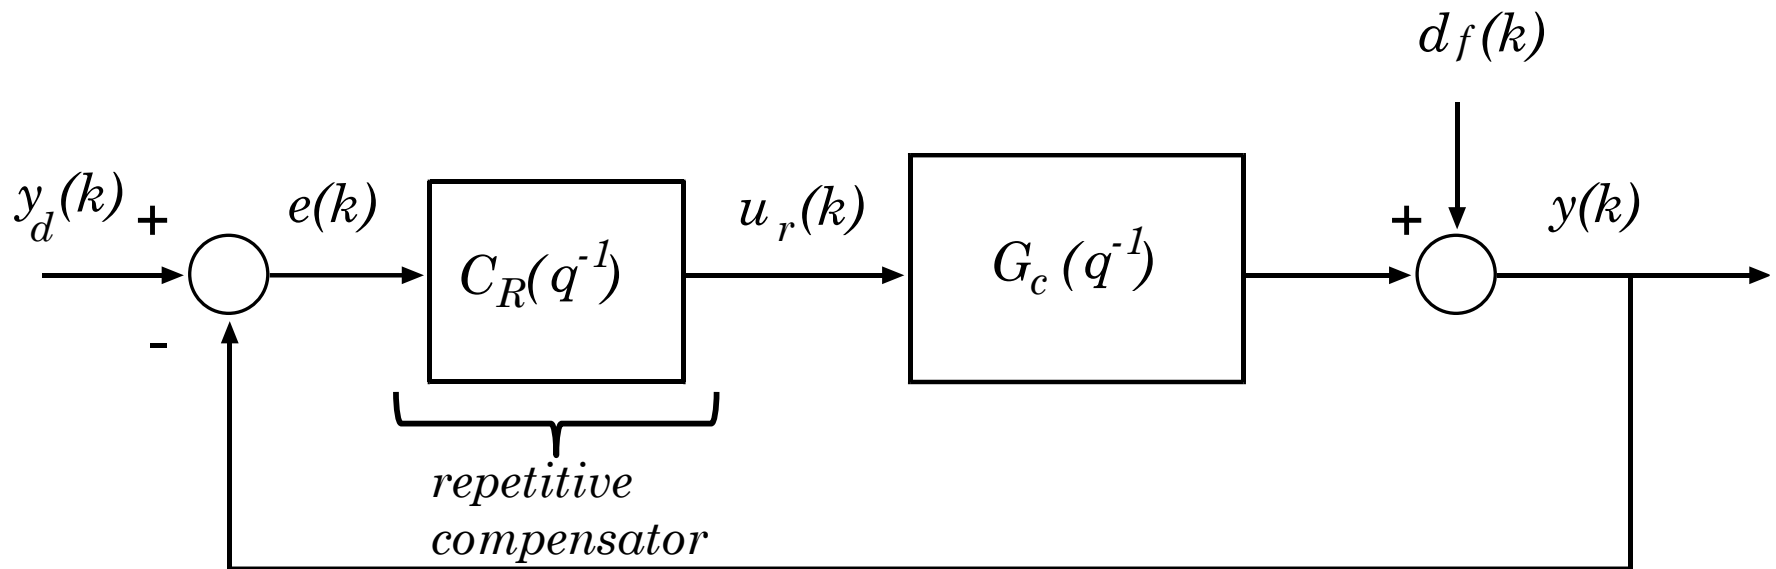 d_f(k)
y_d(k) + e(k) u_r(k) + y(k)
C_R(q^{-1}) G_c(q^{-1})
-
repetitive
compensator